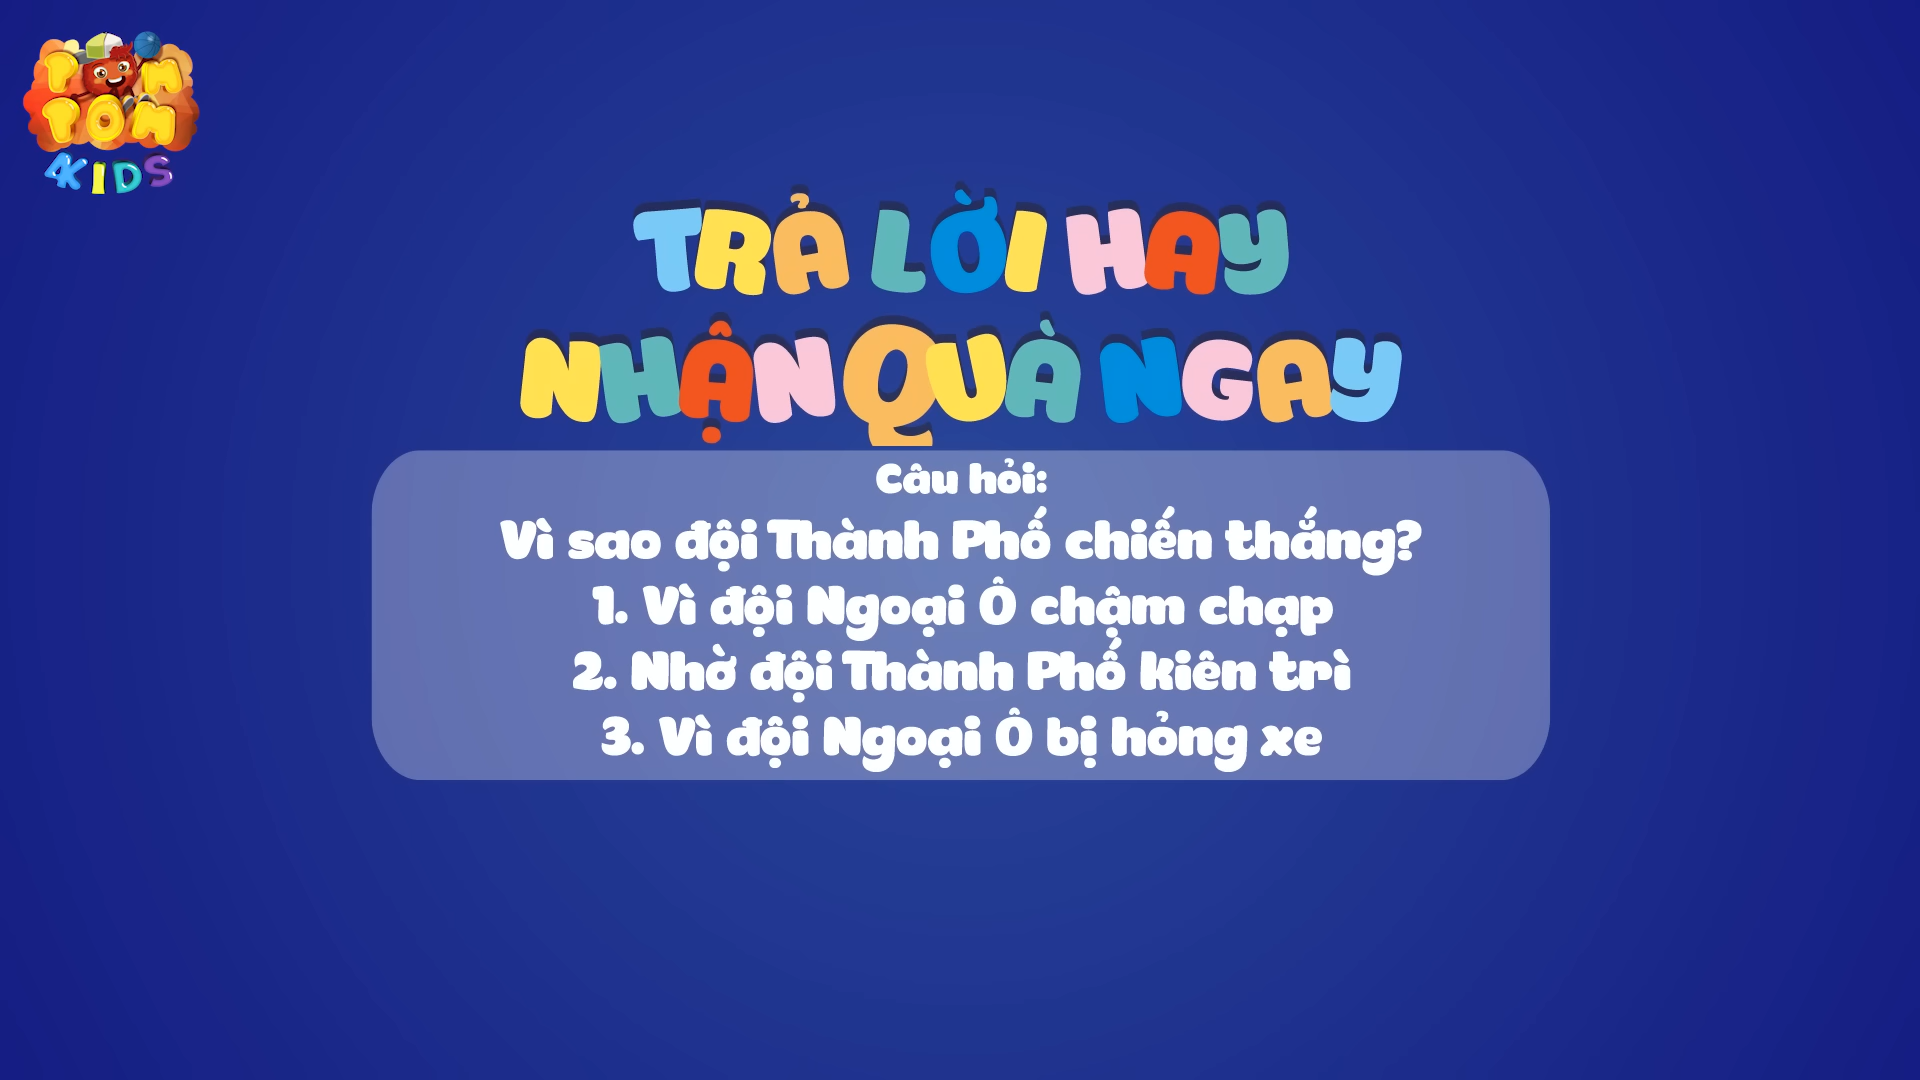 POM
POM
4KIDS
TRẢ LỜI HAY
NHẬN QUÀ NGAY
Câu hỏi:
Vì sao đội Thành Phố chiến thắng?
1. Vì đội Ngoại Ô chậm chạp
2. Nhờ đội Thành Phố kiên trì
3. Vì đội Ngoại Ô bị hỏng xe